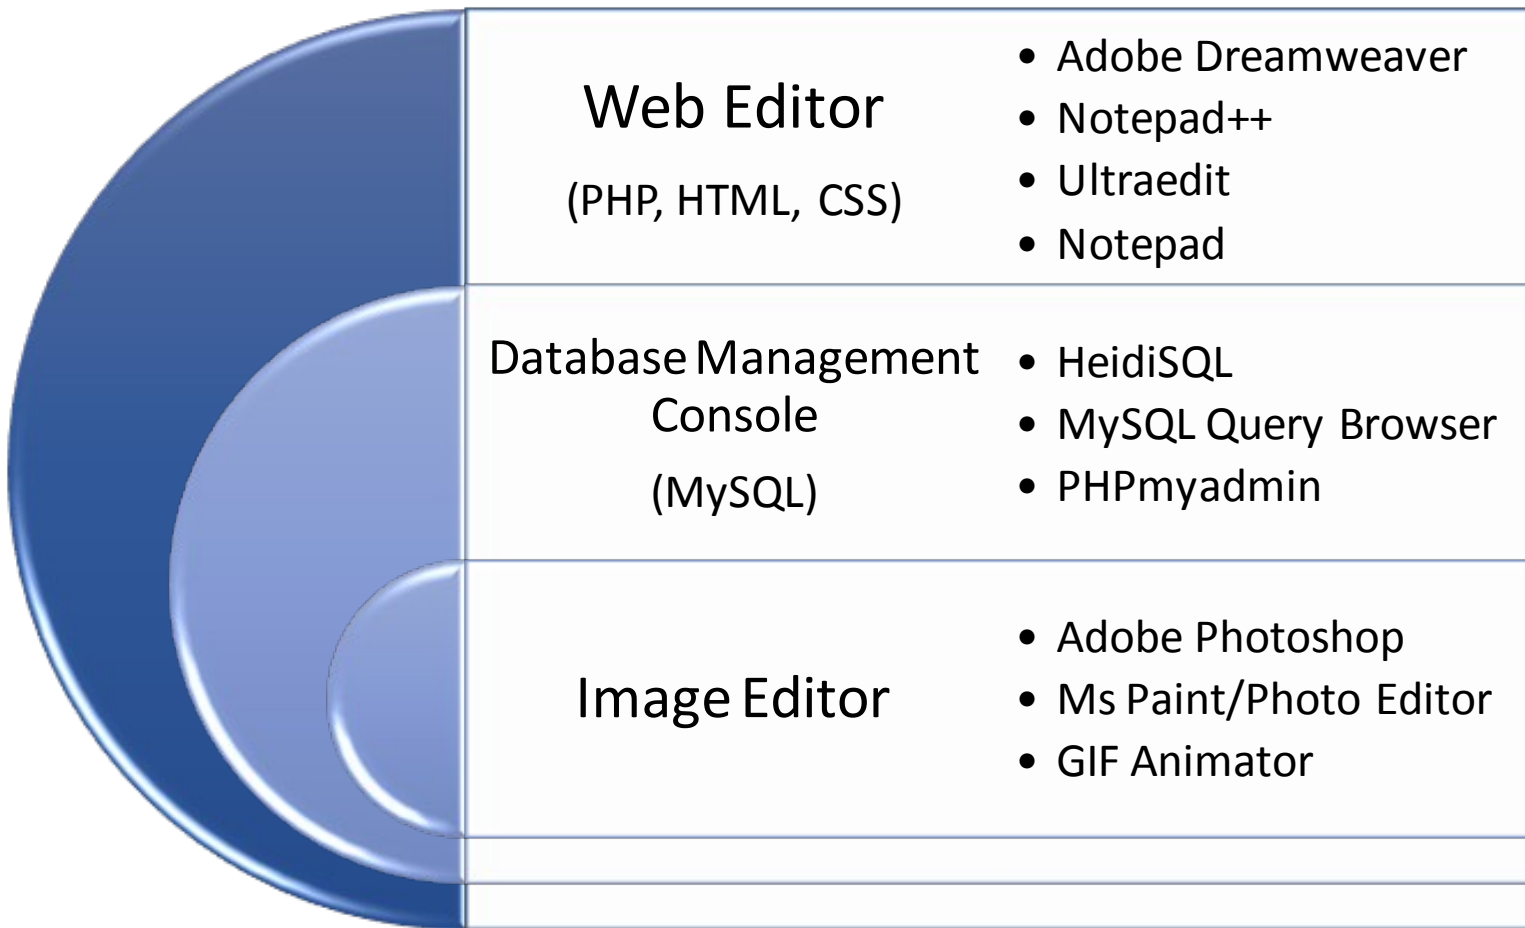 Web Editor
(PHP, HTML, CSS)
• Adobe Dreamweaver
• Notepad++
• Ultraedit
• Notepad
Database Management
Console
(MySQL)
• HeidiSQL
• MySQL Query Browser
• PHPmyadmin
Image Editor
• Adobe Photoshop
• Ms Paint/Photo Editor
• GIF Animator